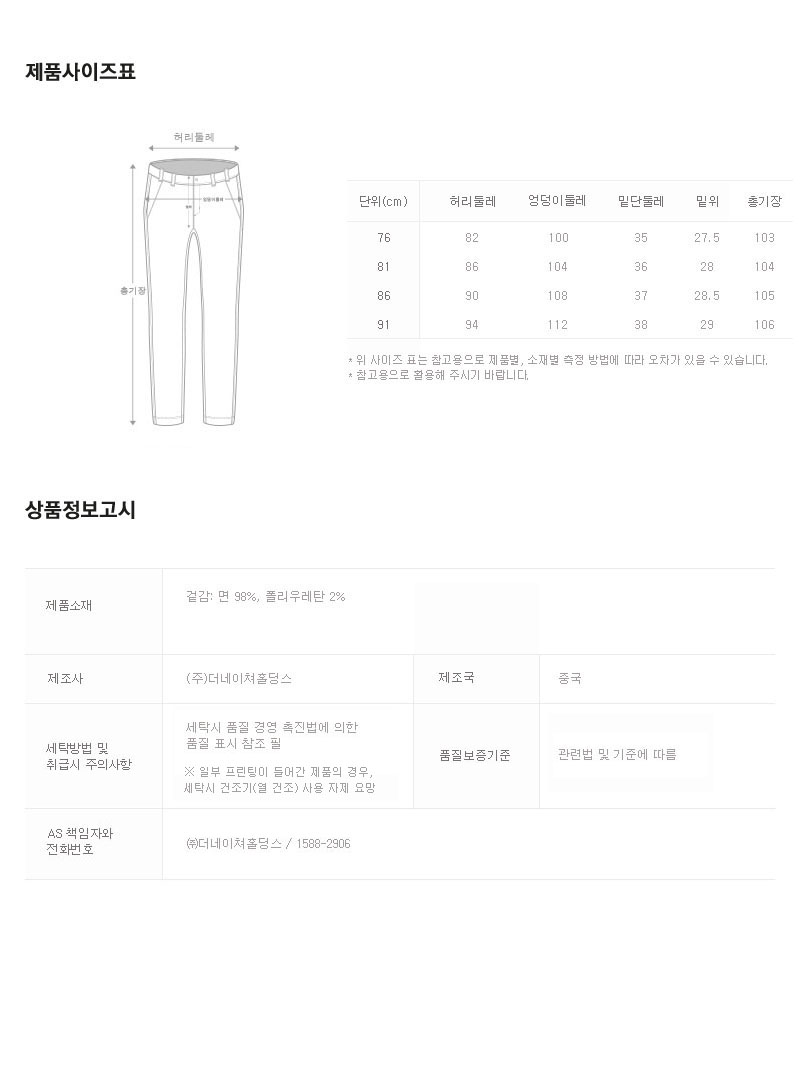 제품사이즈표
허리둘레
엉덩이둘레
밑위
총기장
단위(cm) 허리둘레 엉덩이둘레 밑단둘레 밑위 총기장
76 82 100 35 27.5 103
81 86 104 36 28 104
86 90 108 37 28.5 105
91 94 112 38 29 106
* 위 사이즈 표는 참고용으로 제품별, 소재별 측정 방법에 따라 오차가 있을 수 있습니다.
* 참고용으로 활용해 주시기 바랍니다.
상품정보고시
제품소재 겉감: 면 98%, 폴리우레탄 2%
제조사 (주)더네이쳐홀딩스 제조국 중국
세탁방법 및
취급시 주의사항
세탁시 품질 경영 촉진법에 의한
품질 표시 참조 필
※ 일부 프린팅이 들어간 제품의 경우,
세탁시 건조기(열 건조) 사용 자제 요망
품질보증기준 관련법 및 기준에 따름
AS 책임자와
전화번호
㈜더네이쳐홀딩스 / 1588-2906